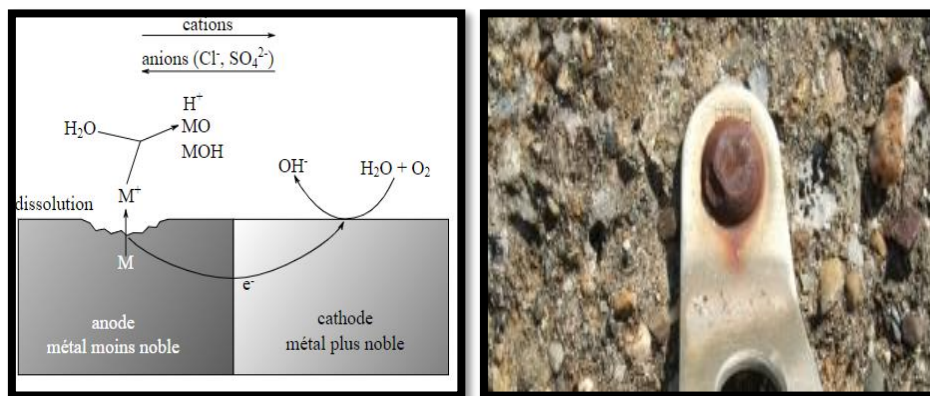 cations
anions (Cl⁻, SO₄²⁻)
H⁺
H₂O MO
MOH
OH⁻ H₂O + O₂
M⁺
dissolution
M
e⁻
anode cathode
métal moins noble métal plus noble